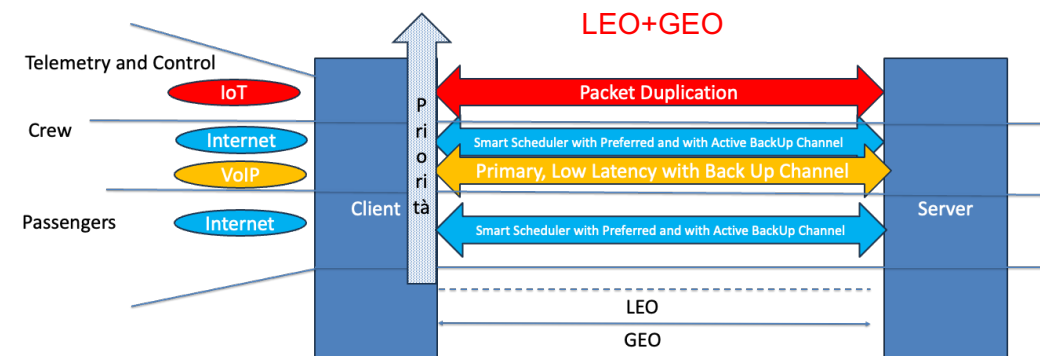 LEO+GEO
Telemetry and Control
IoT
Packet Duplication
Crew
Internet
Smart Scheduler with Preferred and with Active BackUp Channel
VoIP
Primary, Low Latency with Back Up Channel
Passengers
Internet
Client
Priorità
Smart Scheduler with Preferred and with Active BackUp Channel
Server
LEO
GEO